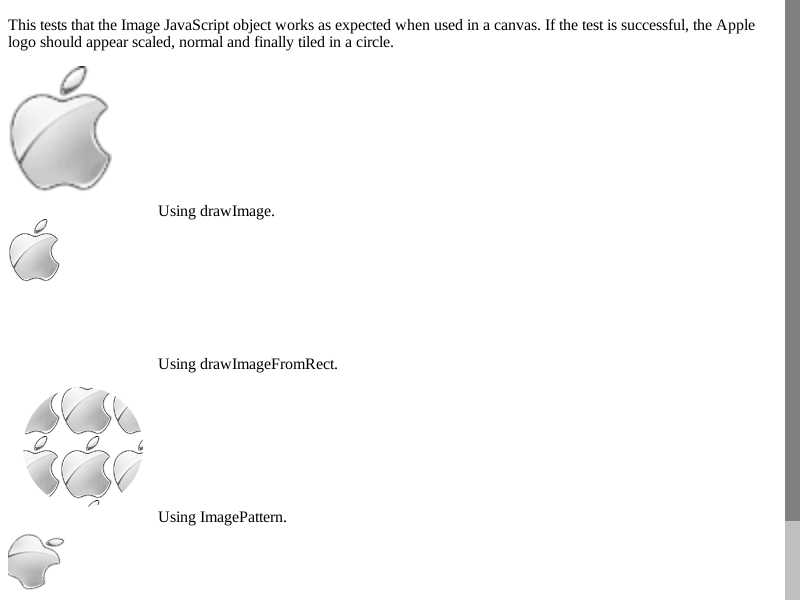 This tests that the Image JavaScript object works as expected when used in a canvas. If the test is successful, the Apple
logo should appear scaled, normal and finally tiled in a circle.
Using drawImage.
Using drawImageFromRect.
Using ImagePattern.